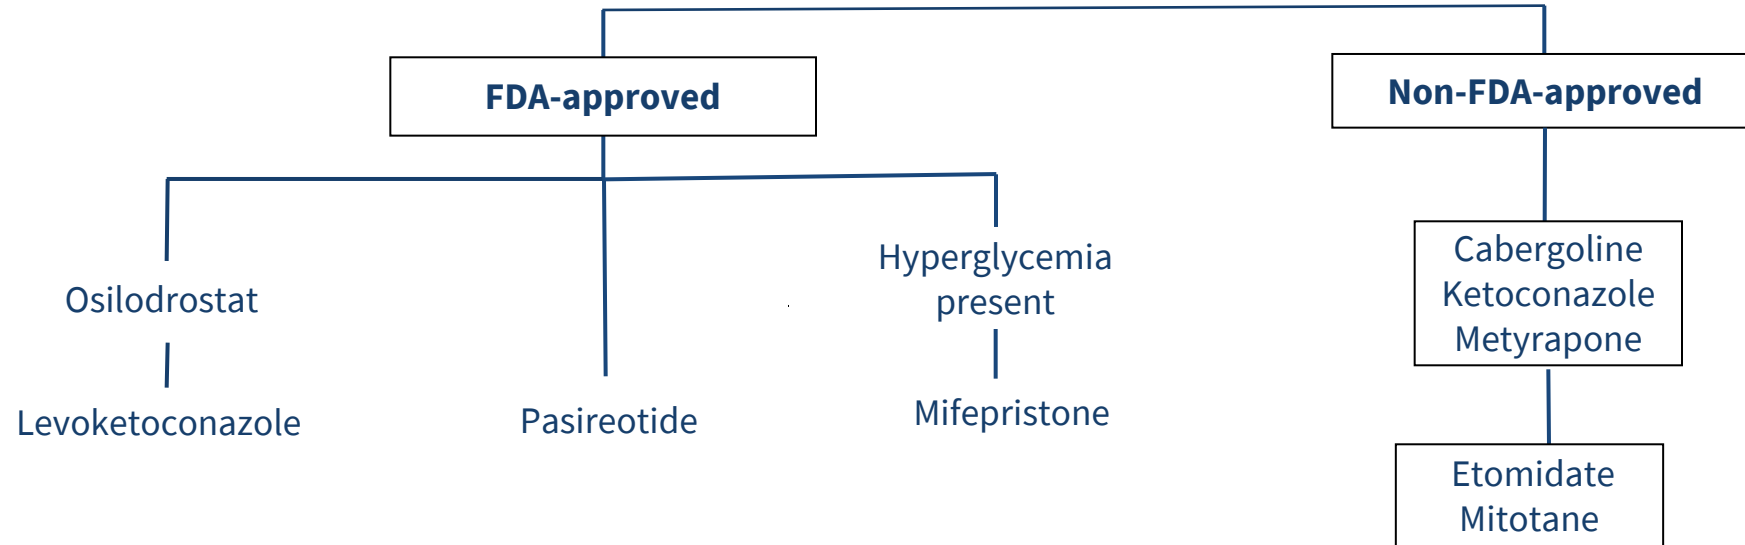 FDA-approved
Non-FDA-approved
Osilodrostat
Levoketoconazole
Pasireotide
Hyperglycemia
present
Mifepristone
Cabergoline
Ketoconazole
Metyrapone
Etomidate
Mitotane